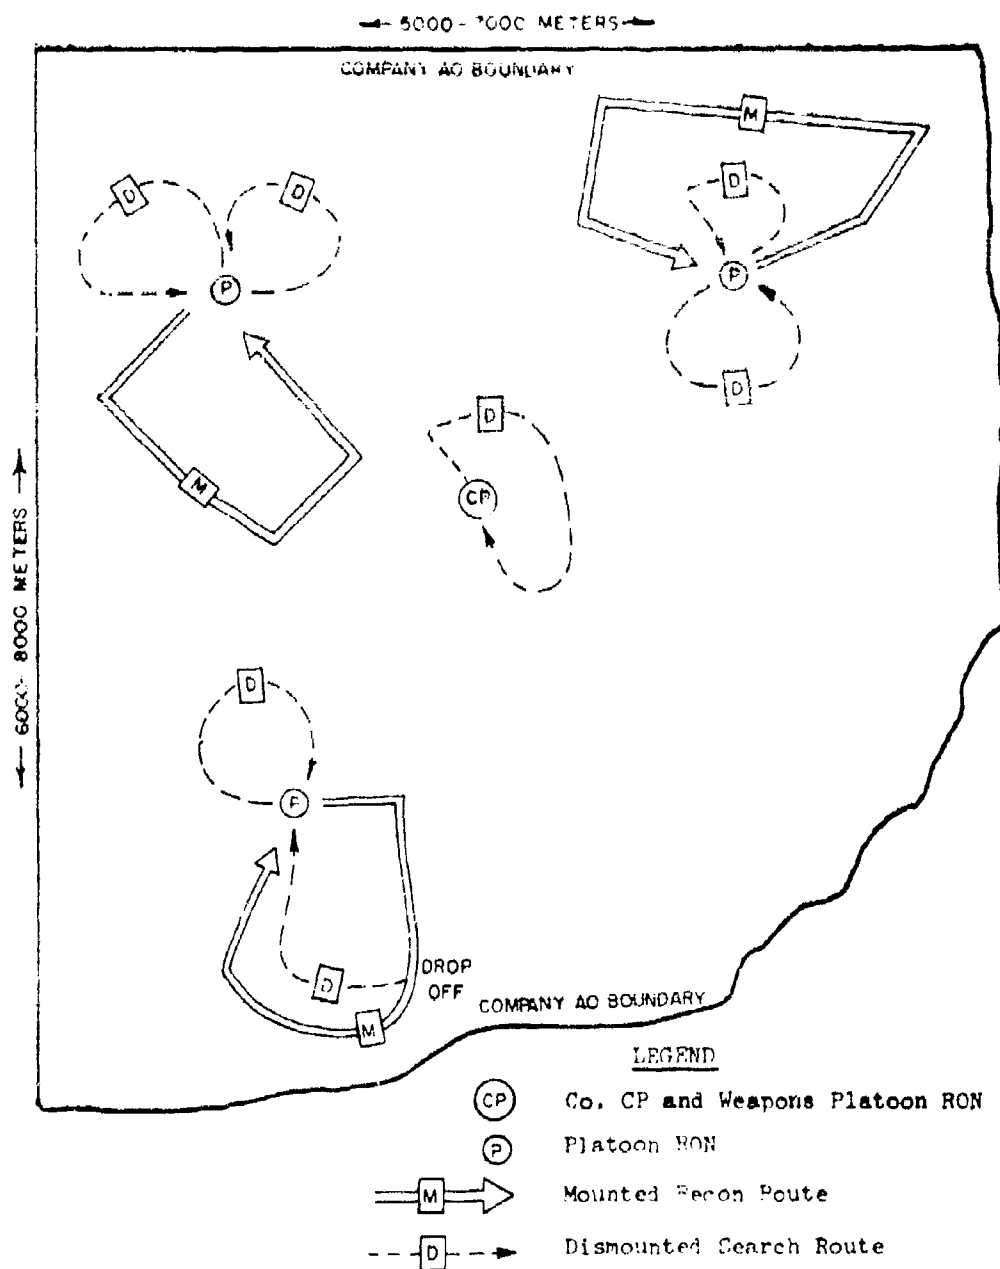 5000-7000 METERS
COMPANY AO BOUNDARY
M
D
D
D
P
P
D
D
M
CP
6000-8000 METERS
D
P
D
DROP
OFF
M
COMPANY AO BOUNDARY
LEGEND
CP Co. CP and Weapons Platoon RON
P Platoon RON
M Mounted Recon Route
D Dismounted Search Route